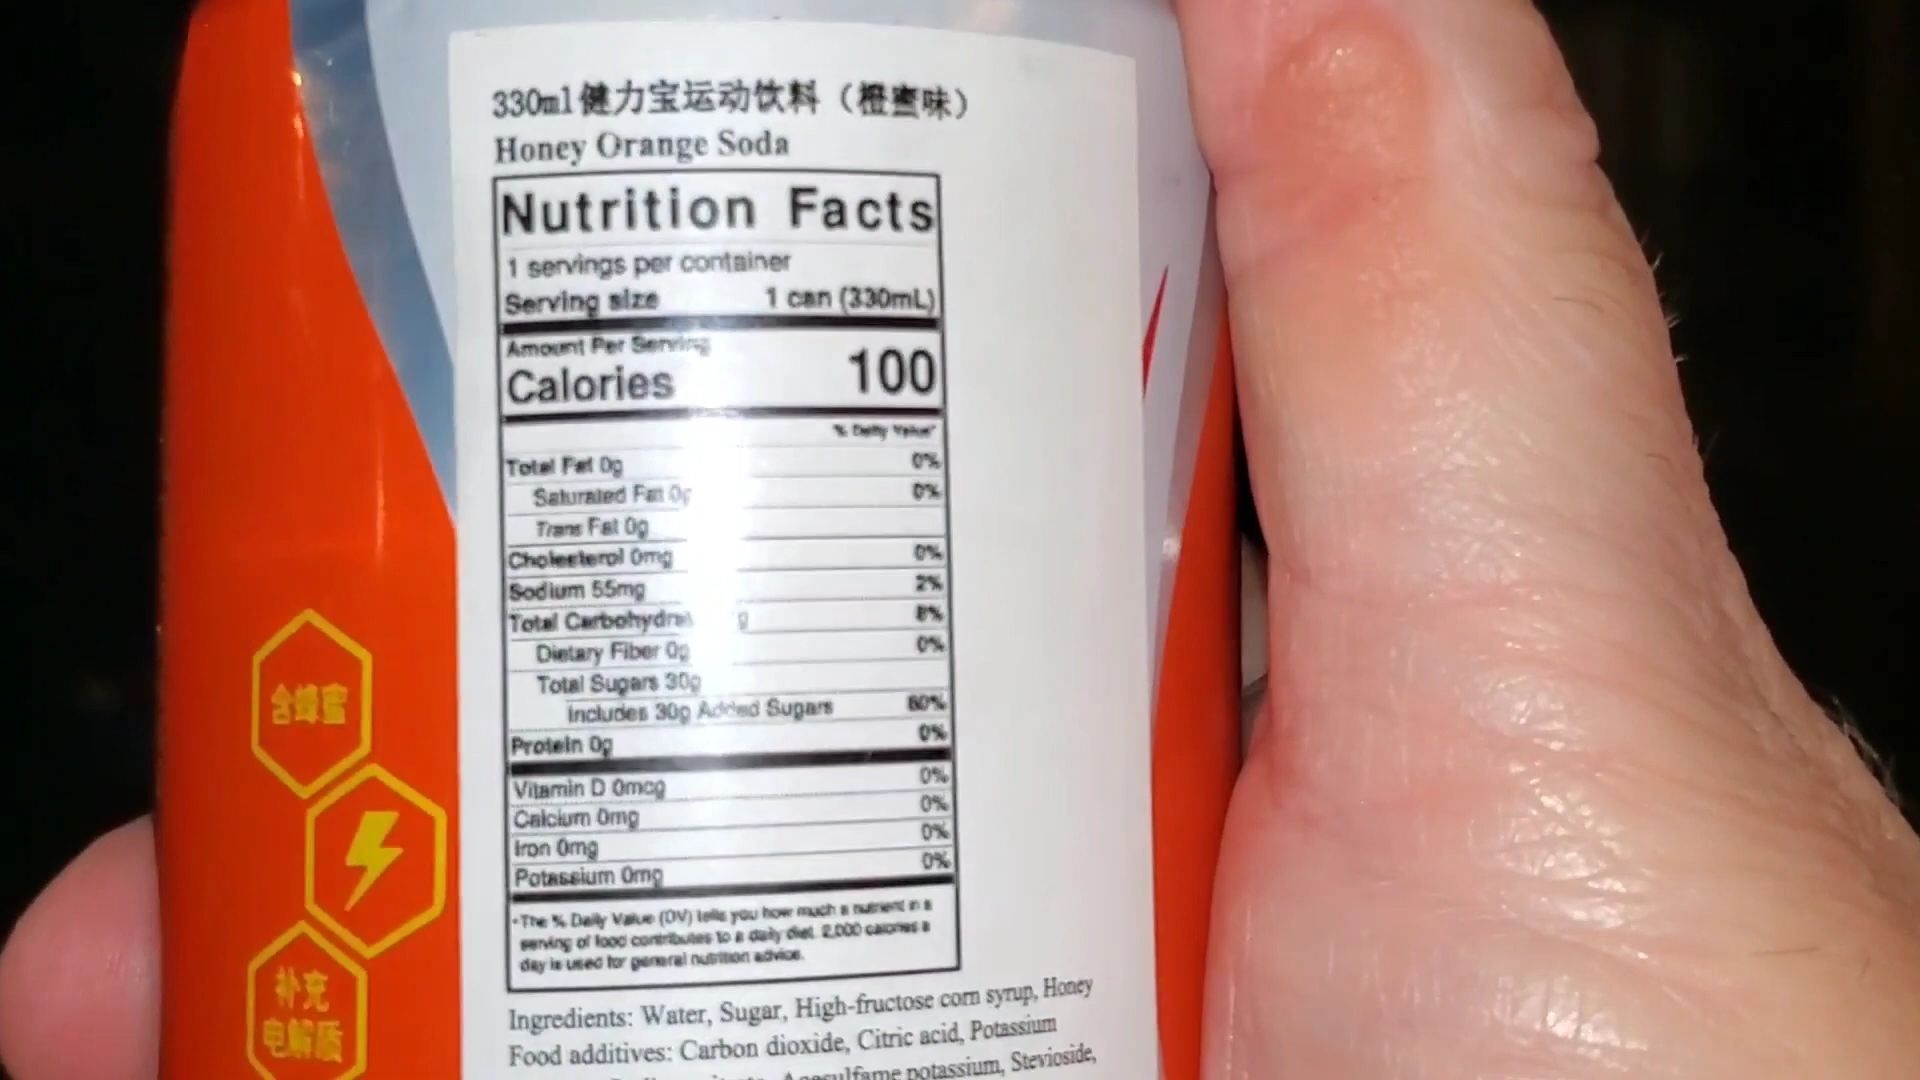 330ml健力宝运动饮料（橙蜜味）
Honey Orange Soda
Nutrition Facts
1 servings per container
Serving size 1 can (330mL)
Amount Per Serving
Calories 100
% Daily Value*
Total Fat 0g 0%
Saturated Fat 0g 0%
Trans Fat 0g
Cholesterol 0mg 0%
Sodium 55mg 2%
Total g 8%
Dietary Fiber 0g 0%
Total Sugars 30g
Includes 30g Added Sugars 60%
Protein 0g 0%
Vitamin D 0mcg 0%
Calcium 0mg 0%
Iron 0mg 0%
Potassium 0mg 0%
*The % Daily Value (DV) tells you how much a nutrient in a
serving of food contributes to a daily diet. 2,000 calories a
day is used for general nutrition advice.
Ingredients: Water, Sugar, High-fructose corn syrup, Honey
Food additives: Carbon dioxide, Citric acid, Potassium
potassium, Stevioside,
含蜂蜜
补充
电解质